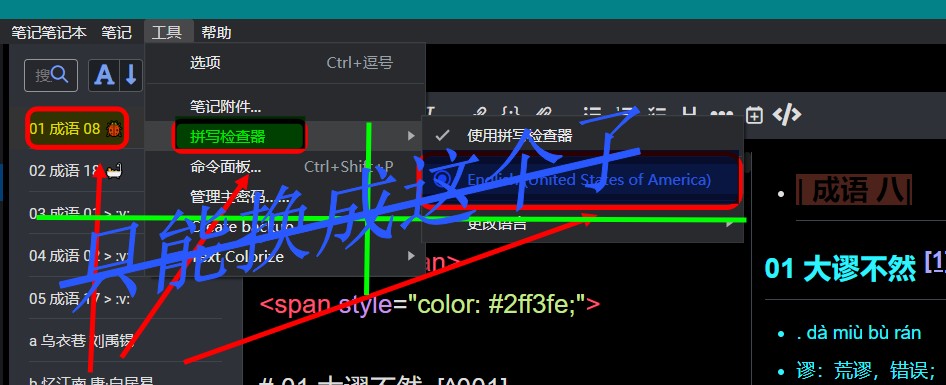 笔记笔记本 笔记 工具 帮助
搜
选项 Ctrl+逗号
笔记附件...
01 成语 08
拼写检查器
使用拼写检查器
命令面板... Ctrl+Shift+P
02 成语 18
English (United States of America)
成语 八
管理主密码......
03 成语 01 > :v:
Create backup
更改语言
只能换成这个了
04 成语 02 > :v:
Text Colorize
an>
01 大谬不然 [1]
05 成语 17 > :v:
<span style="color: #2ff3fe;">
. dà miù bù rán
a 乌衣巷 刘禹锡
谬：荒谬，错误；
b 忆江南 唐·白居易
# 01 大谬不然 [^001]